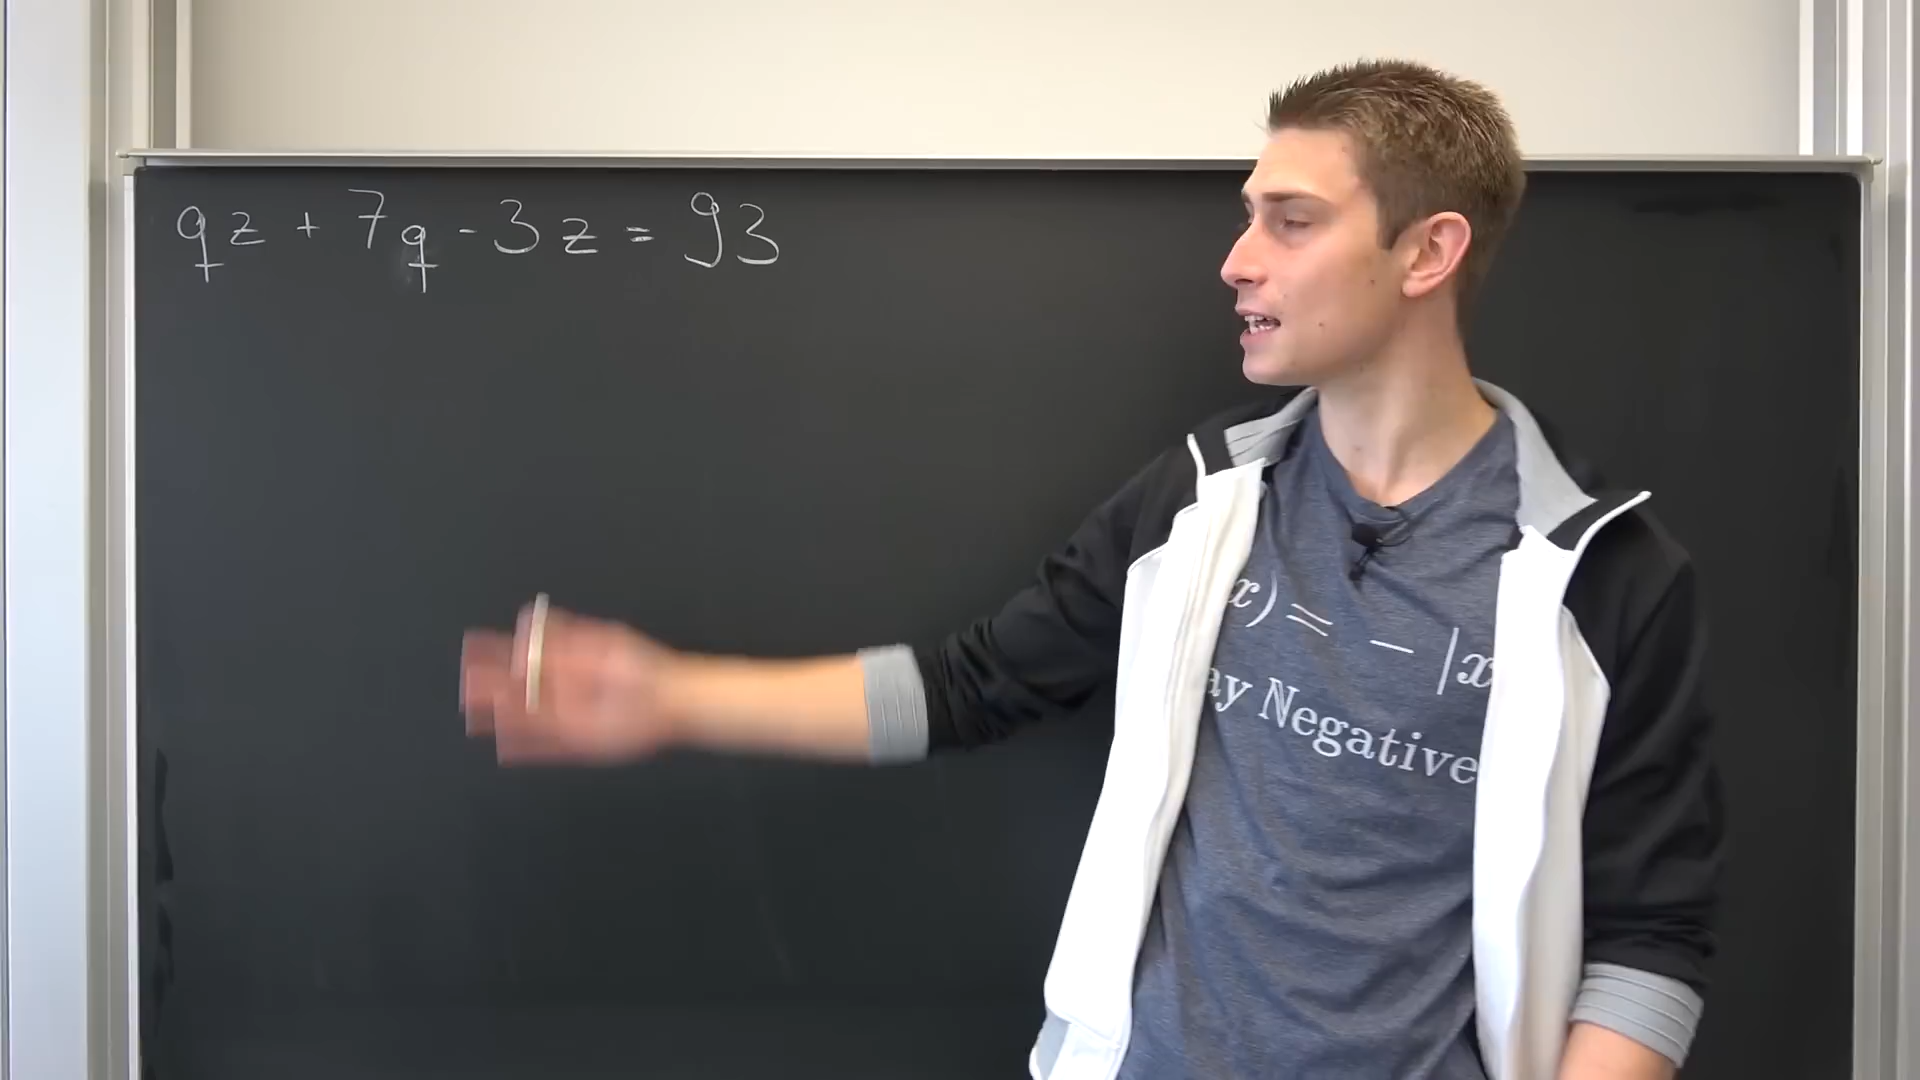 qz + 7q - 3z = 93
x) = - |x
ay Negative